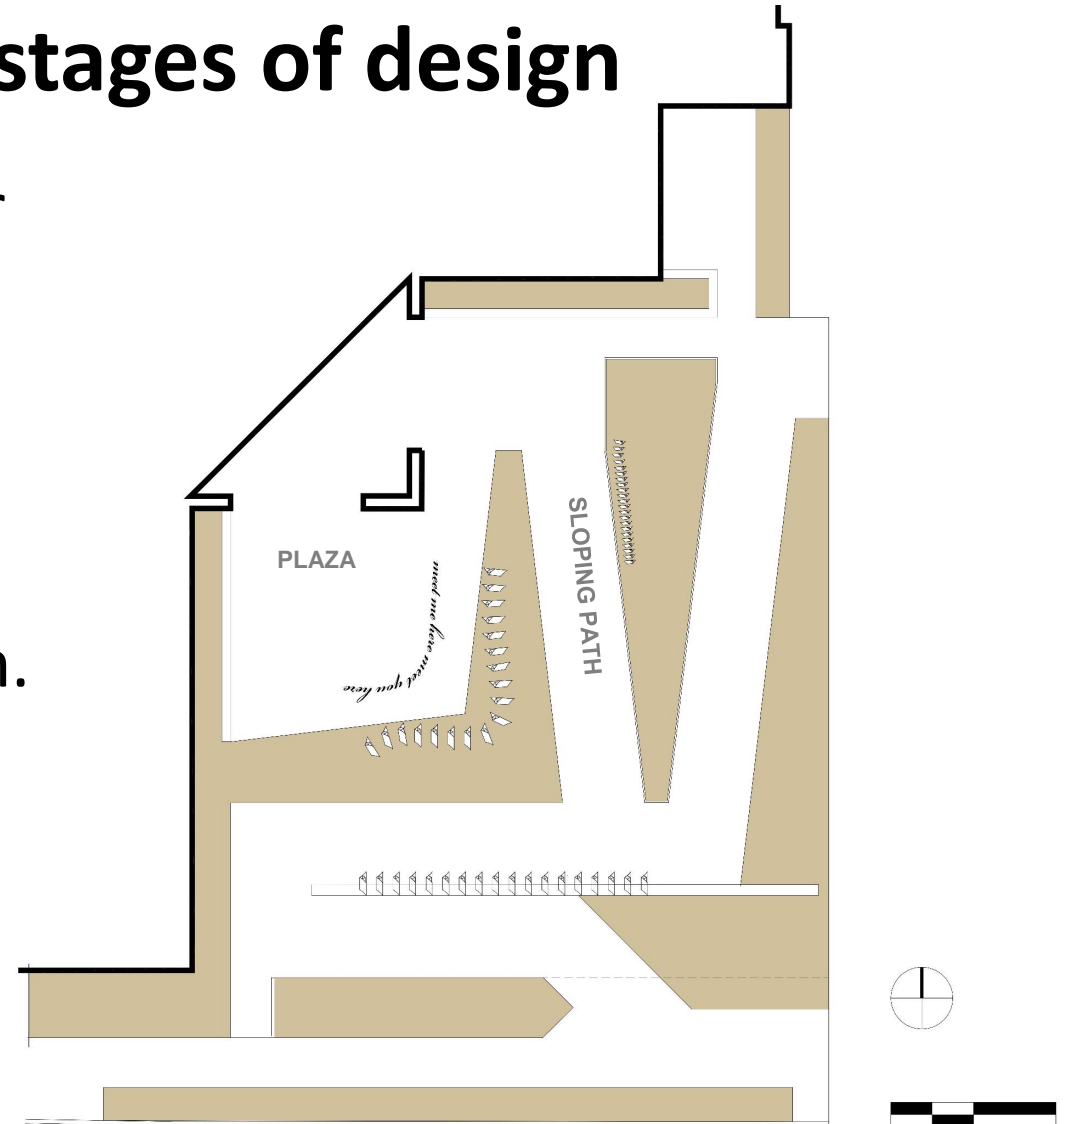 stages of design
n.
PLAZA
SLOPING PATH
meet me here meet you here